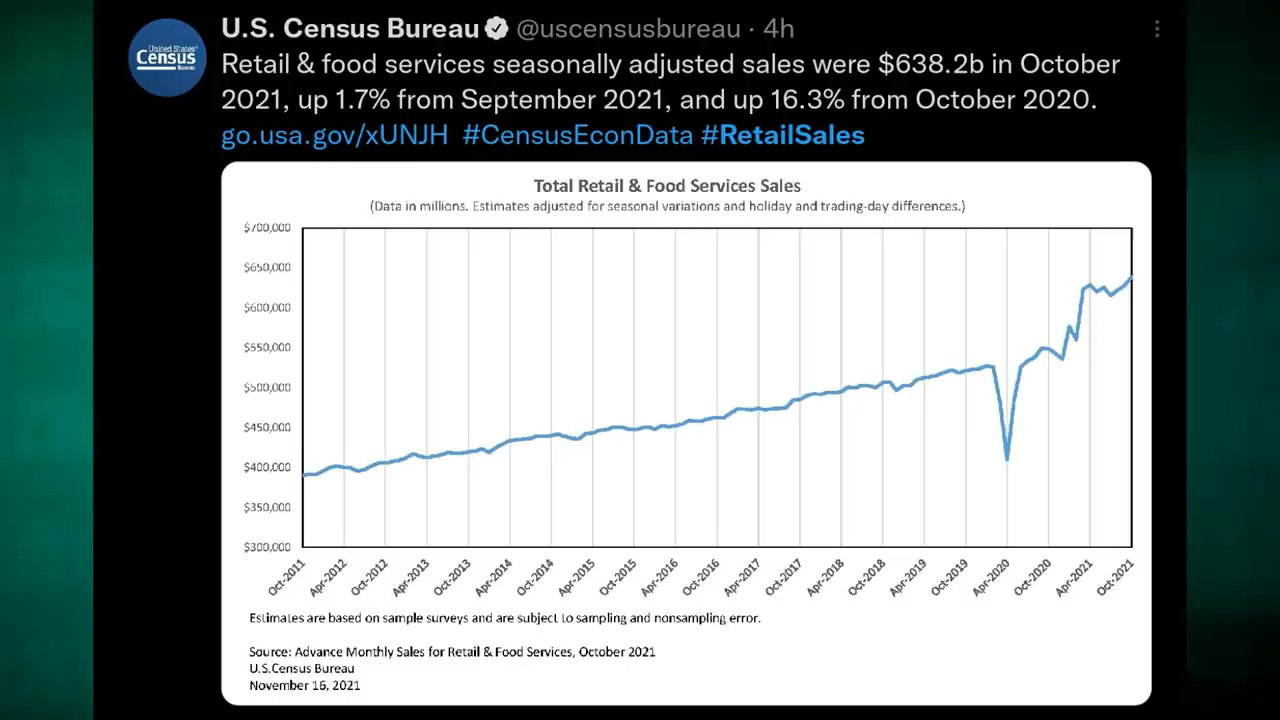 U.S. Census Bureau @uscensusbureau · 4h
United States®
Census
Bureau
Retail & food services seasonally adjusted sales were $638.2b in October
2021, up 1.7% from September 2021, and up 16.3% from October 2020.
go.usa.gov/xUNJH #CensusEconData #RetailSales
Total Retail & Food Services Sales
(Data in millions. Estimates adjusted for seasonal variations and holiday and trading-day differences.)
$700,000
$650,000
$600,000
$550,000
$500,000
$450,000
$400,000
$350,000
$300,000
Oct-2011 Apr-2012 Oct-2012 Apr-2013 Oct-2013 Apr-2014 Oct-2014 Apr-2015 Oct-2015 Apr-2016 Oct-2016 Apr-2017 Oct-2017 Apr-2018 Oct-2018 Apr-2019 Oct-2019 Apr-2020 Oct-2020 Apr-2021 Oct-2021
Estimates are based on sample surveys and are subject to sampling and nonsampling error.
Source: Advance Monthly Sales for Retail & Food Services, October 2021
U.S.Census Bureau
November 16, 2021